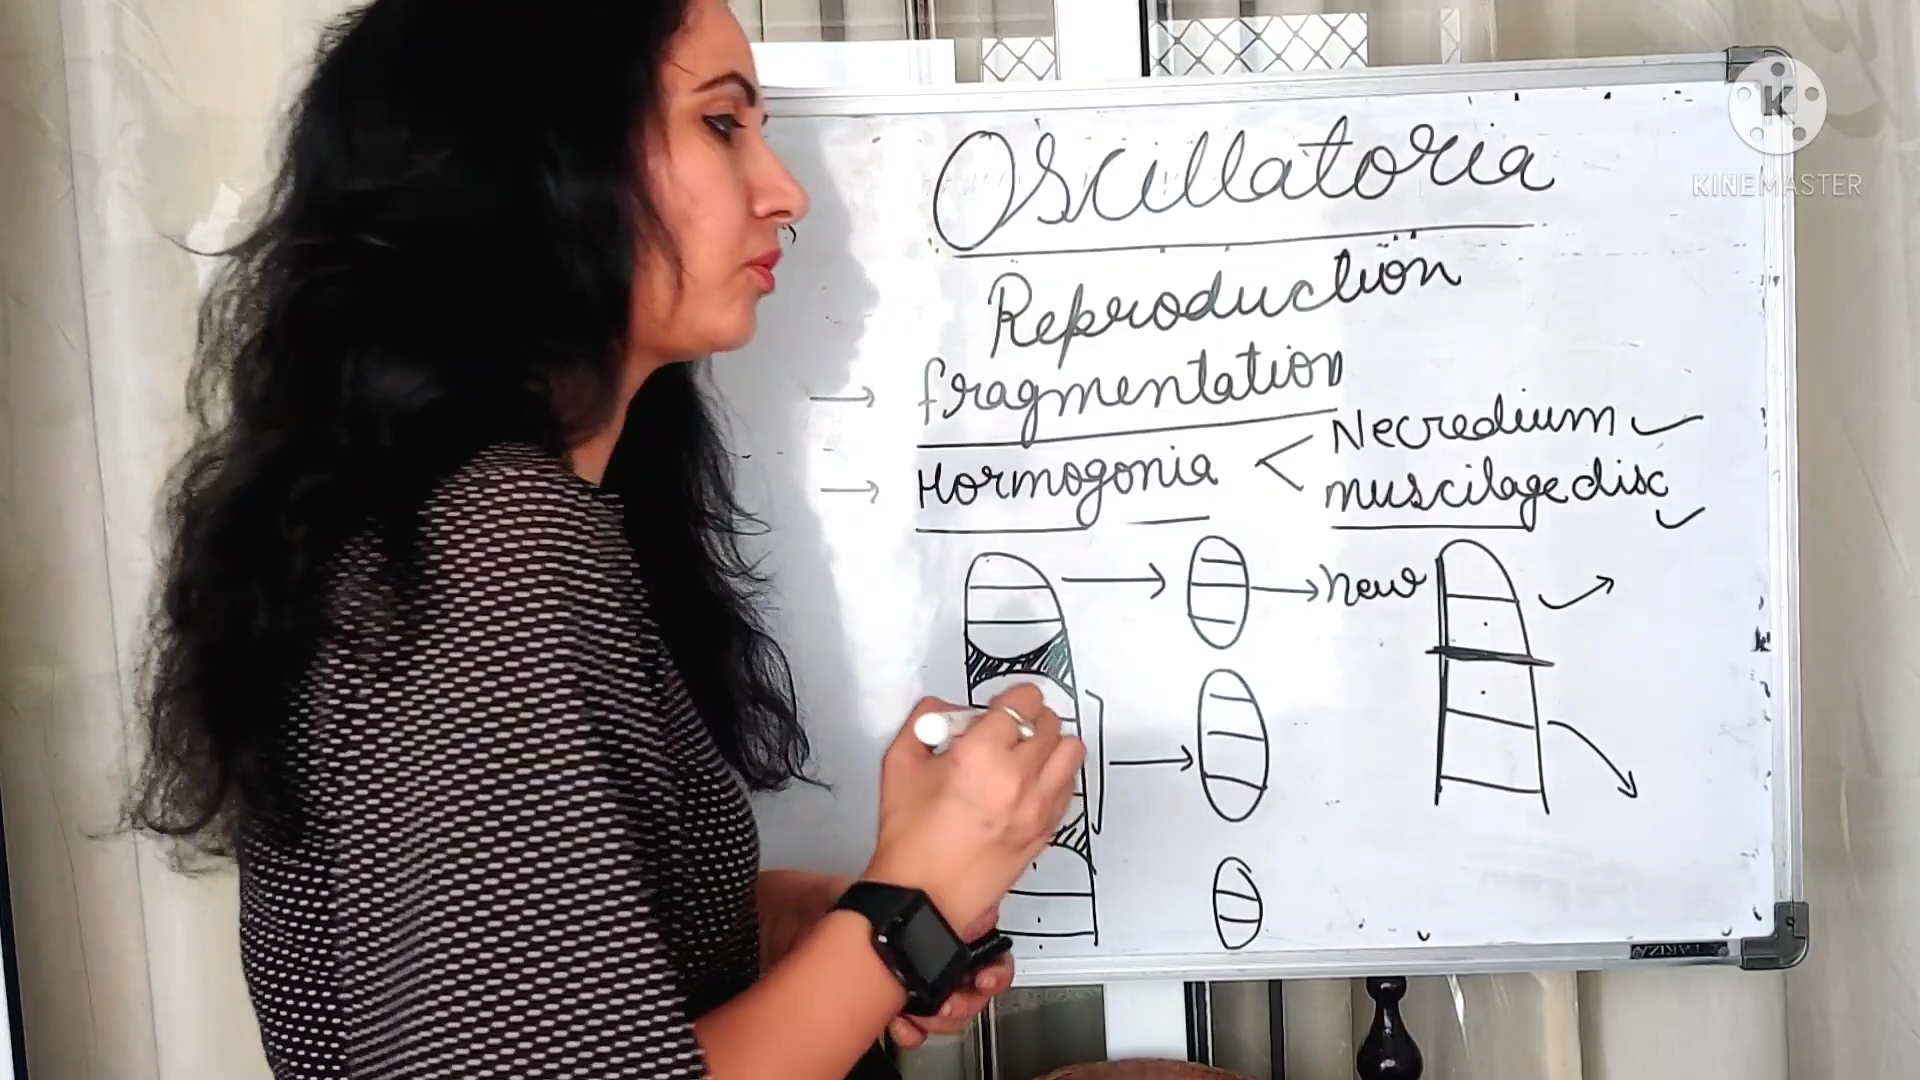 K
KINEMASTER
Oscillatoria
Reproduction
→ fragmentation
→ Hormogonia < Necredium ✓
muscilage disc ✓
new